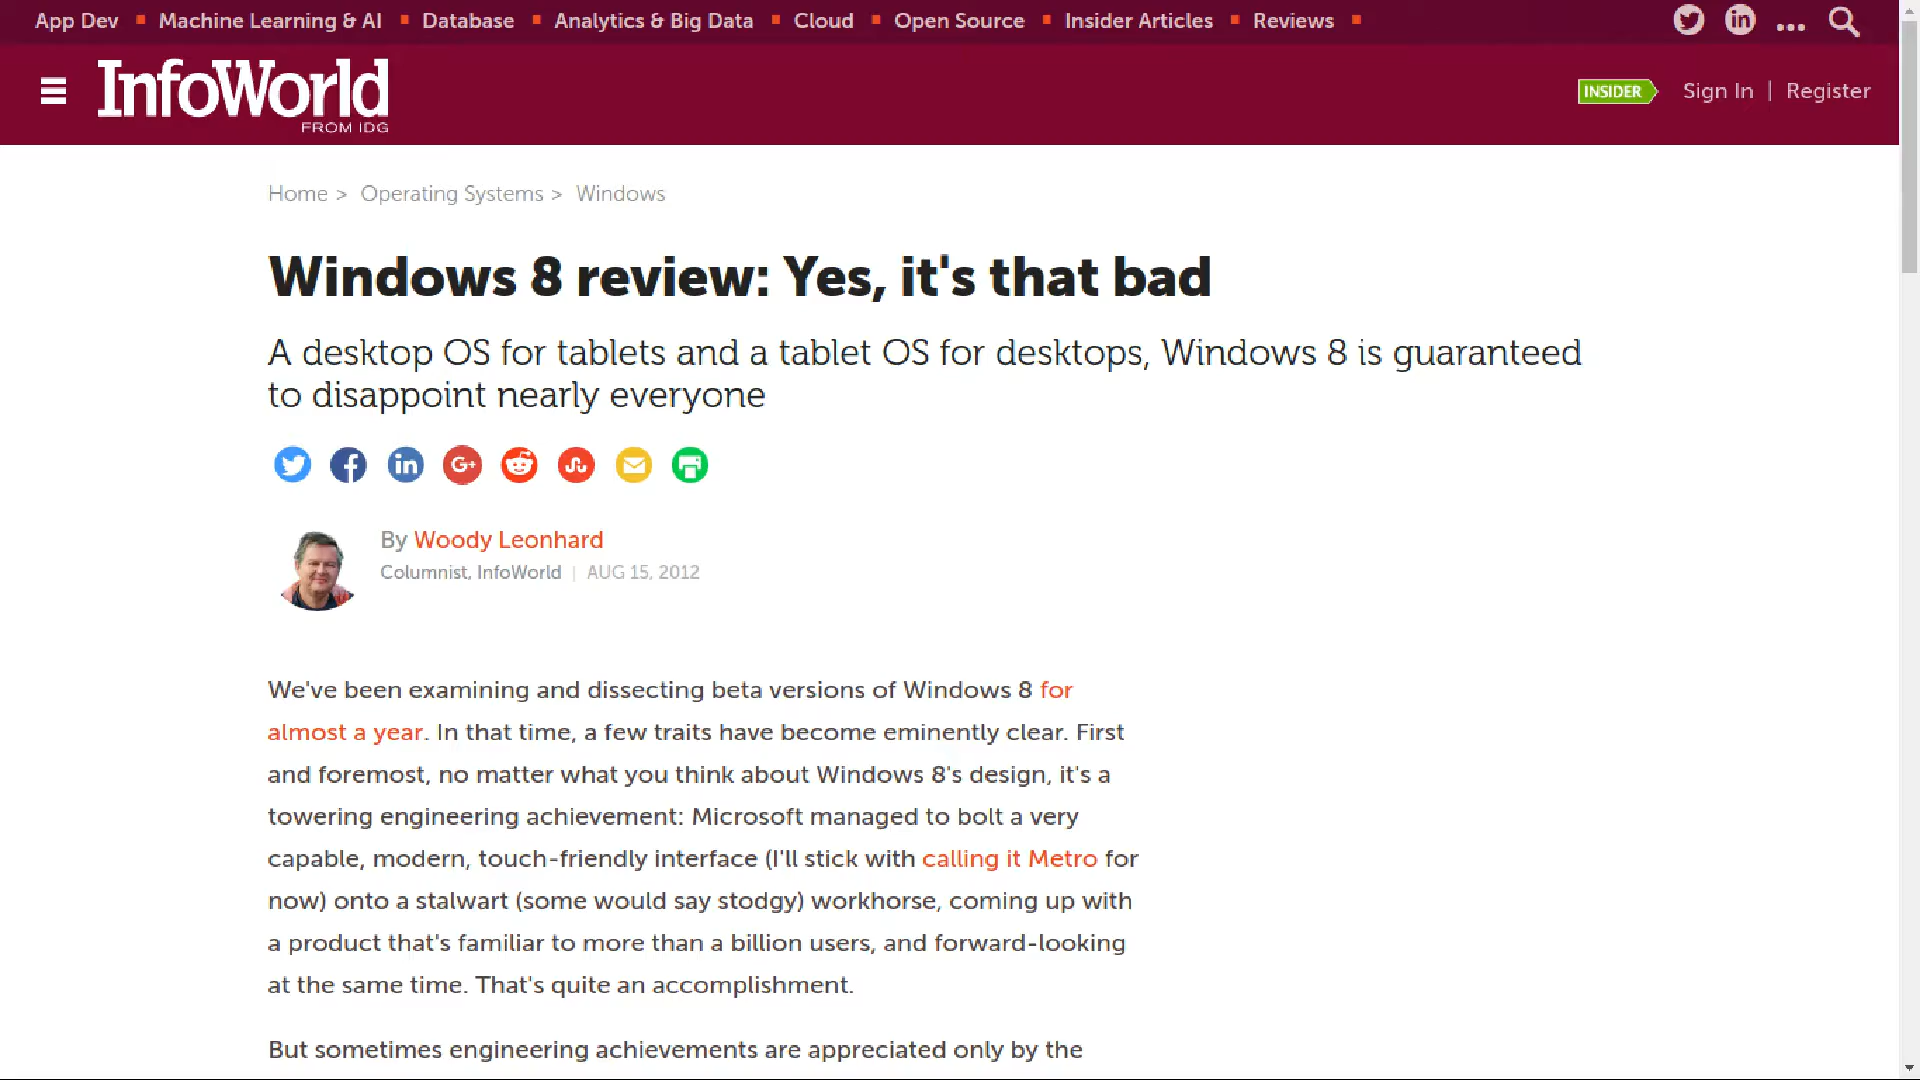 App Dev Machine Learning & AI Database Analytics & Big Data Cloud Open Source Insider Articles Reviews
InfoWorld
FROM IDG
INSIDER Sign In | Register
Home > Operating Systems > Windows
Windows 8 review: Yes, it's that bad
A desktop OS for tablets and a tablet OS for desktops, Windows 8 is guaranteed
to disappoint nearly everyone
By Woody Leonhard
Columnist, InfoWorld | AUG 15, 2012
We've been examining and dissecting beta versions of Windows 8 for
almost a year. In that time, a few traits have become eminently clear. First
and foremost, no matter what you think about Windows 8's design, it's a
towering engineering achievement: Microsoft managed to bolt a very
capable, modern, touch-friendly interface (I'll stick with calling it Metro for
now) onto a stalwart (some would say stodgy) workhorse, coming up with
a product that's familiar to more than a billion users, and forward-looking
at the same time. That's quite an accomplishment.
But sometimes engineering achievements are appreciated only by the